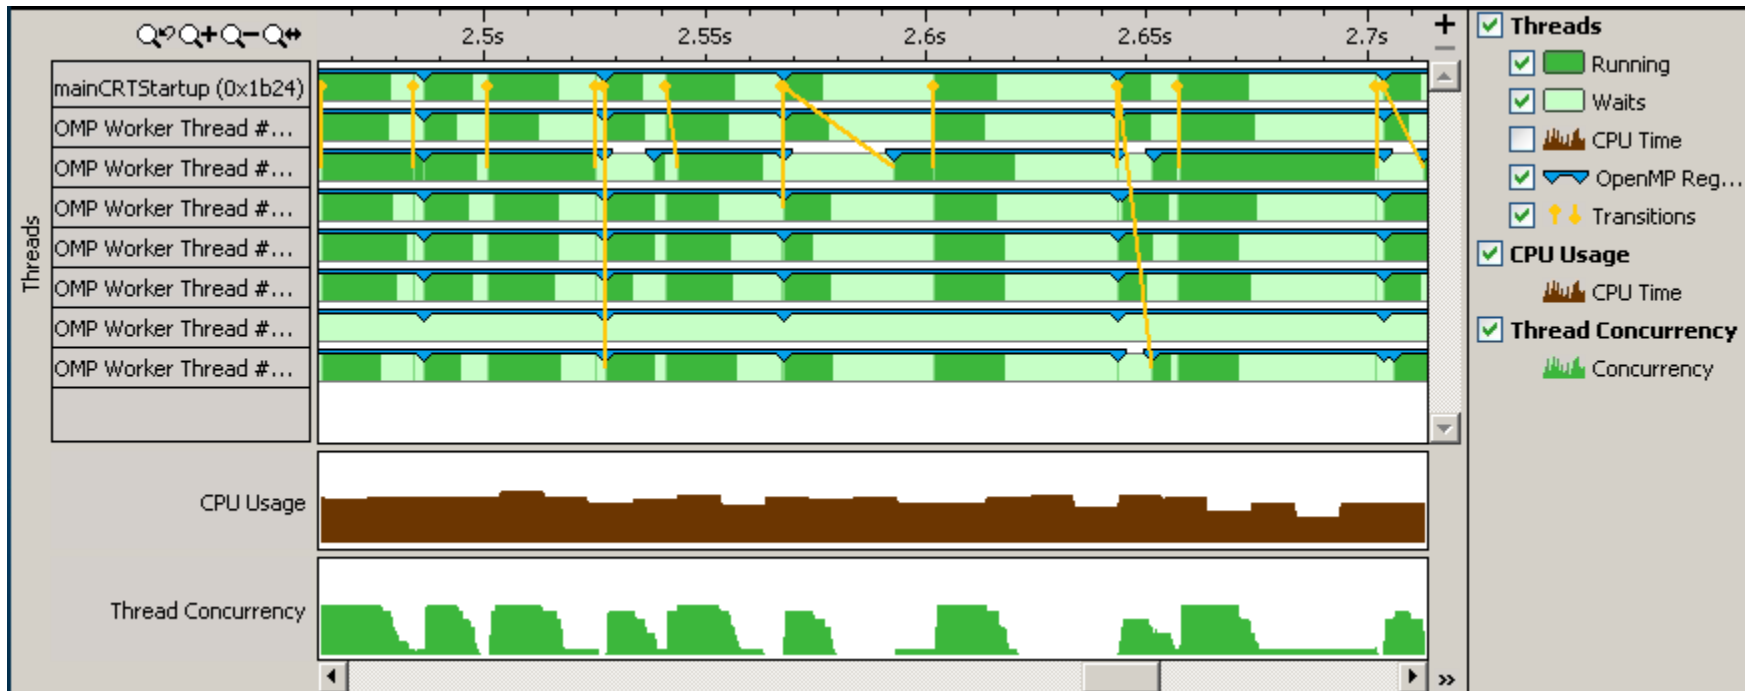 2.5s 2.55s 2.6s 2.65s 2.7s
mainCRTStartup (0x1b24)
OMP Worker Thread #...
OMP Worker Thread #...
OMP Worker Thread #...
OMP Worker Thread #...
OMP Worker Thread #...
OMP Worker Thread #...
OMP Worker Thread #...
Threads
CPU Usage
Thread Concurrency
Threads
Running
Waits
CPU Time
OpenMP Reg...
Transitions
CPU Usage
CPU Time
Thread Concurrency
Concurrency